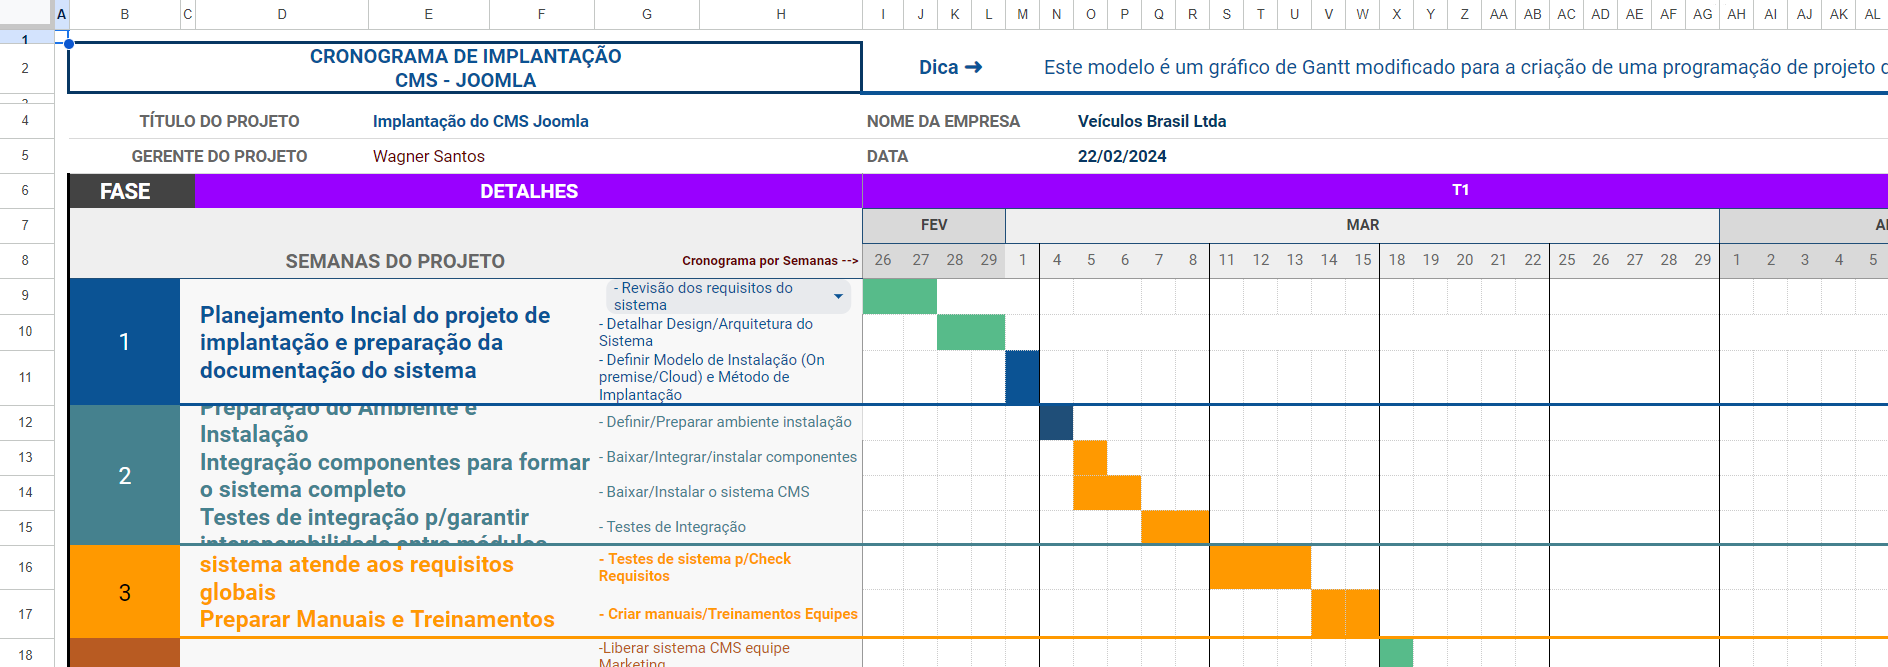 A B C D E F G H I J K L M N O P Q R S T U V W X Y Z AA AB AC AD AE AF AG AH AI AJ AK AL
1
2 CRONOGRAMA DE IMPLANTAÇÃO
CMS - JOOMLA
Dica ➜ Este modelo é um gráfico de Gantt modificado para a criação de uma programação de projeto
4 TÍTULO DO PROJETO Implantação do CMS Joomla NOME DA EMPRESA Veículos Brasil Ltda
5 GERENTE DO PROJETO Wagner Santos DATA 22/02/2024
6 FASE DETALHES T1
7 FEV MAR
8 SEMANAS DO PROJETO Cronograma por Semanas --> 26 27 28 29 1 4 5 6 7 8 11 12 13 14 15 18 19 20 21 22 25 26 27 28 29 1 2 3 4 5
9 - Revisão dos requisitos do
sistema
1
Planejamento Incial do projeto de
implantação e preparação da
documentação do sistema
10 - Detalhar Design/Arquitetura do
Sistema
11 - Definir Modelo de Instalação (On
premise/Cloud) e Método de
Implantação
2
Preparação do Ambiente e
Instalação
Integração componentes para formar
o sistema completo
Testes de integração p/garantir
interoperabilidade entre módulos
12 - Definir/Preparar ambiente instalação
13 - Baixar/Integrar/instalar componentes
14 - Baixar/Instalar o sistema CMS
15 - Testes de Integração
3
sistema atende aos requisitos
globais
Preparar Manuais e Treinamentos
16 - Testes de sistema p/Check
Requisitos
17 - Criar manuais/Treinamentos Equipes
18 -Liberar sistema CMS equipe
Marketing